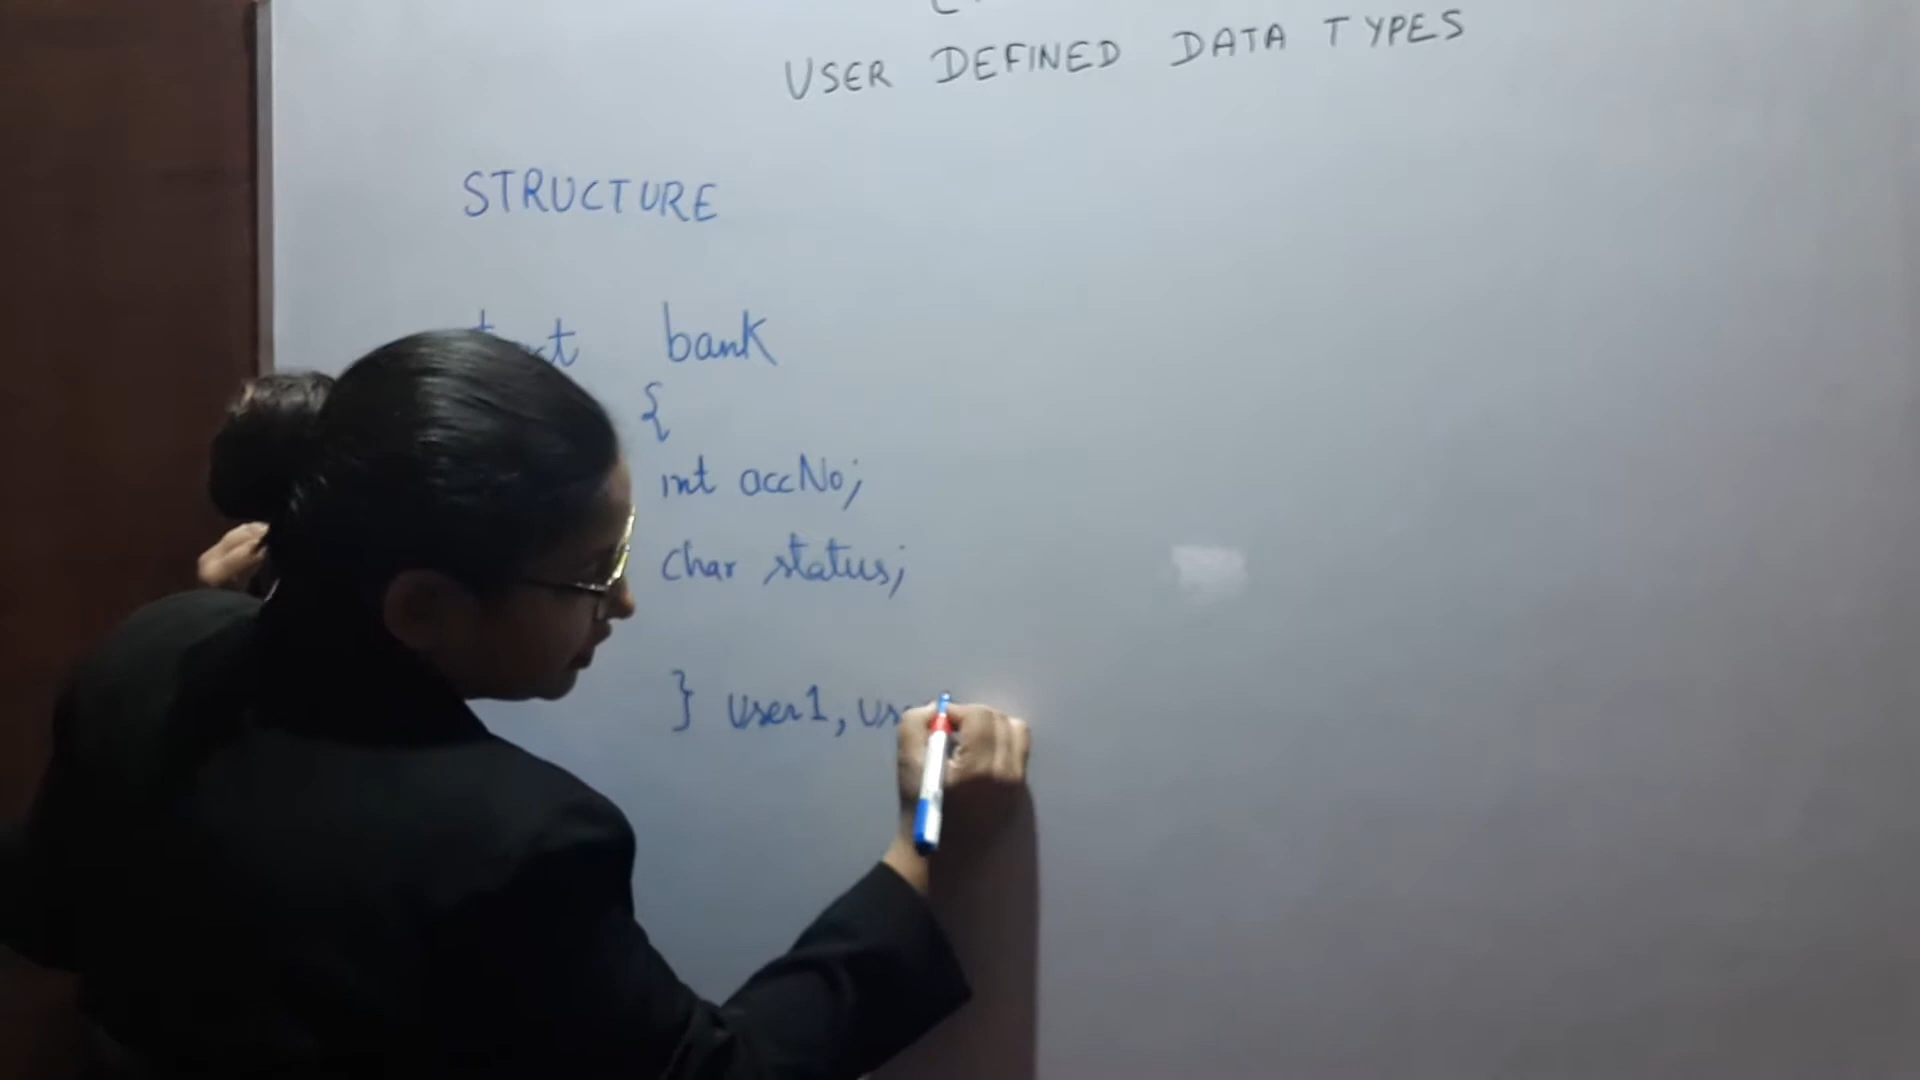 USER DEFINED DATA TYPES
STRUCTURE
bank
{
int accNo;
char status;
} user1,